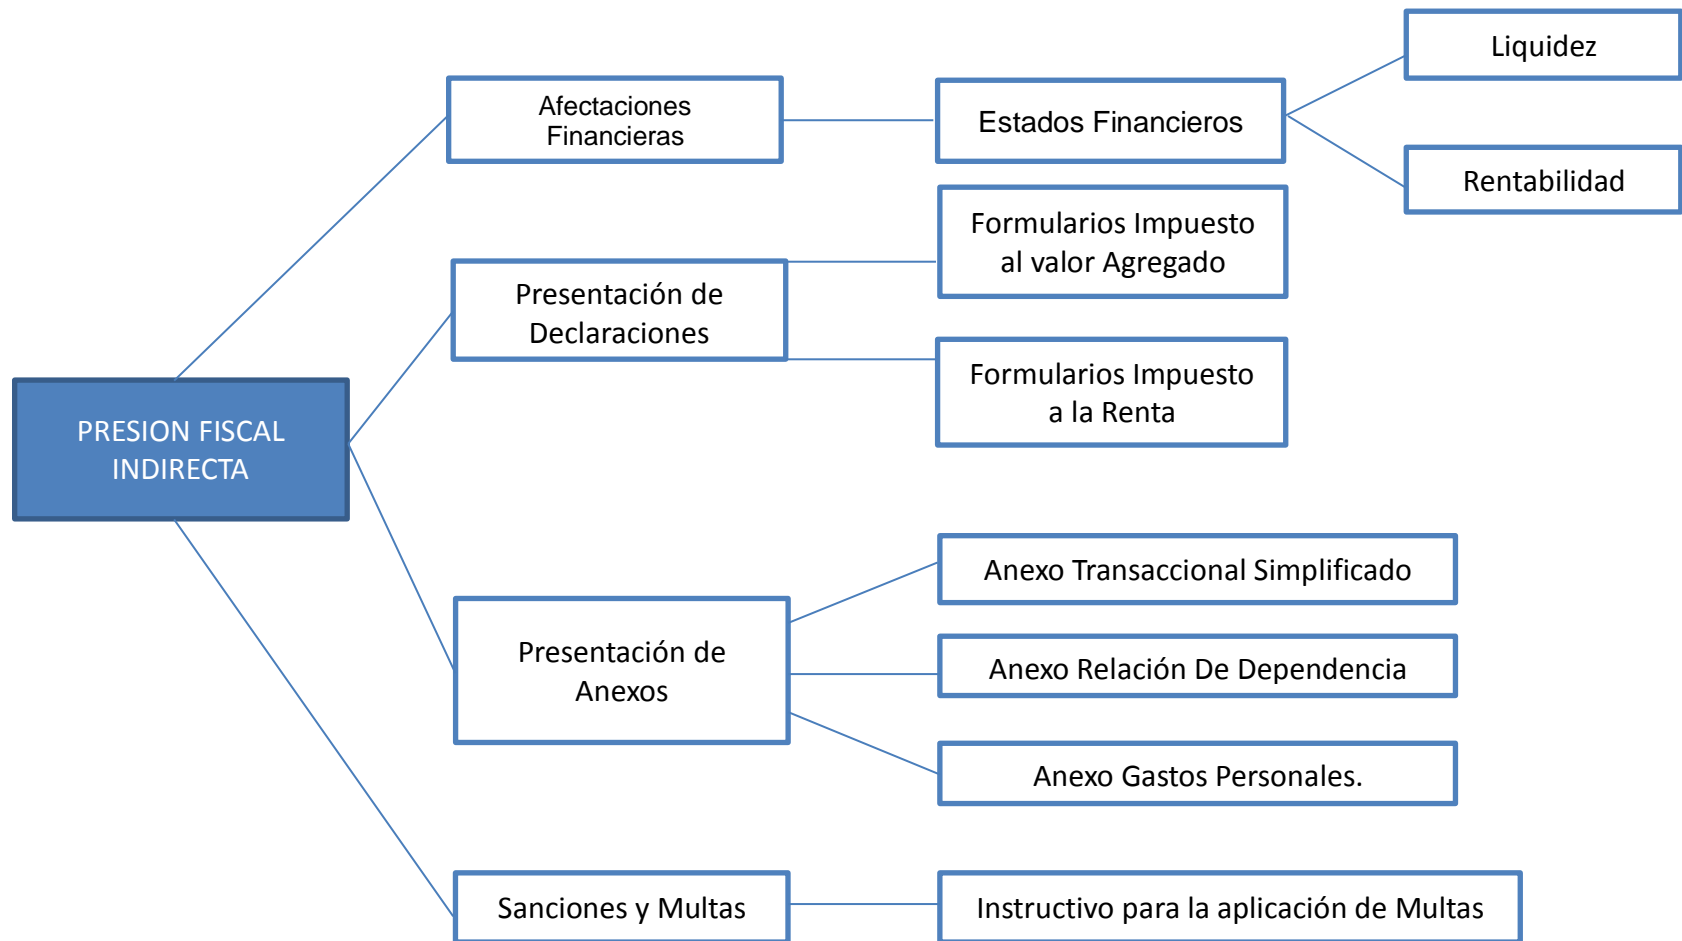 Liquidez
Afectaciones
Financieras
Estados Financieros
Rentabilidad
Formularios Impuesto
al valor Agregado
Presentación de
Declaraciones
Formularios Impuesto
a la Renta
PRESION FISCAL
INDIRECTA
Anexo Transaccional Simplificado
Presentación de
Anexos
Anexo Relación De Dependencia
Anexo Gastos Personales.
Sanciones y Multas
Instructivo para la aplicación de Multas